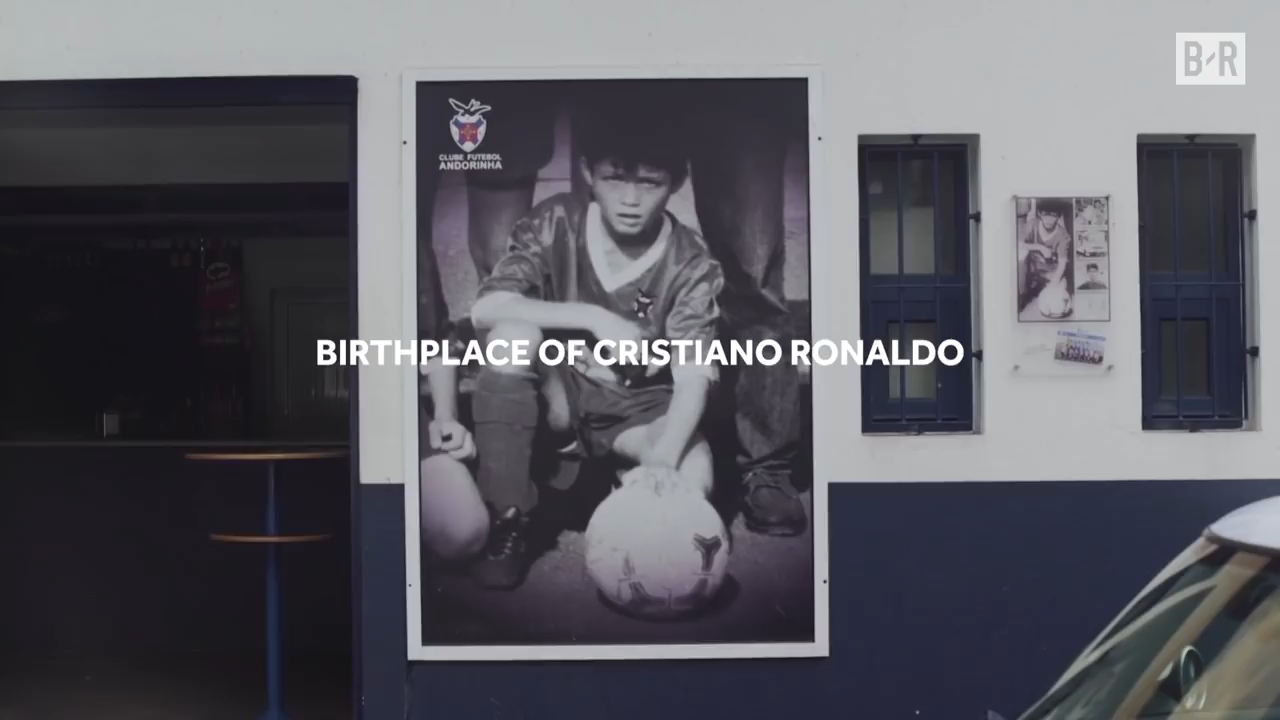 B-R
CLUBE FUTEBOL
ANDORINHA
BIRTHPLACE OF CRISTIANO RONALDO